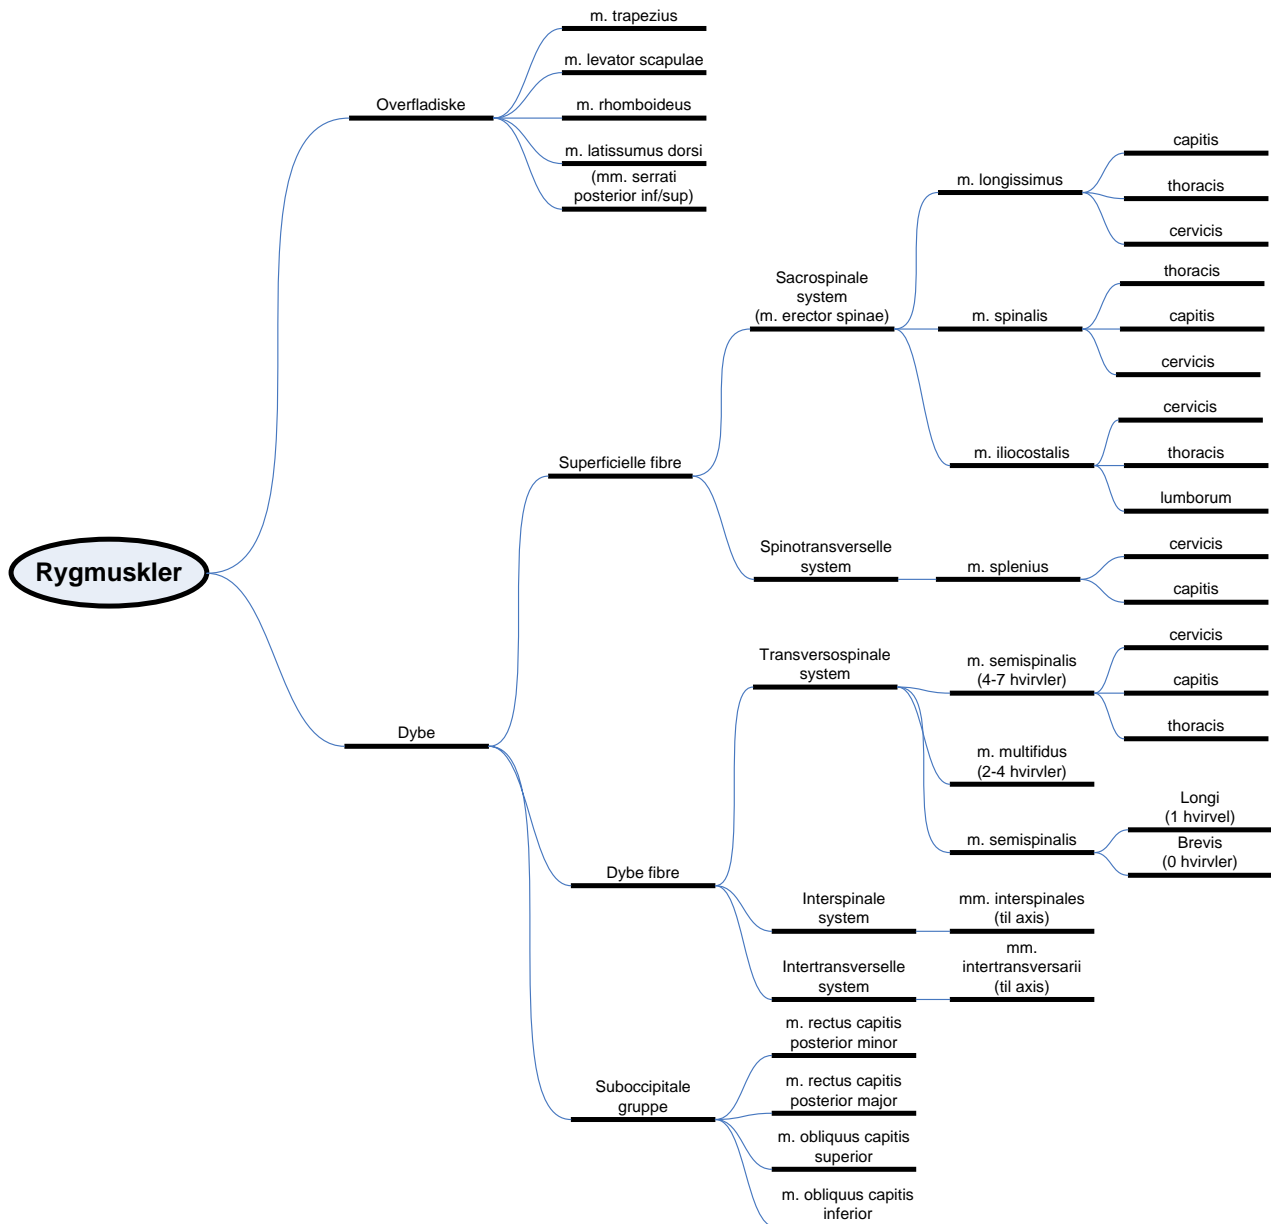 Rygmuskler
Overfladiske
m. trapezius
m. levator scapulae
m. rhomboideus
m. latissumus dorsi
(mm. serrati
posterior inf/sup)
Dybe
Superficielle fibre
Sacrospinale
system
(m. erector spinae)
m. longissimus
capitis
thoracis
cervicis
m. spinalis
thoracis
capitis
cervicis
m. iliocostalis
cervicis
thoracis
lumborum
Spinotransverselle
system
m. splenius
cervicis
capitis
Dybe fibre
Transversospinale
system
m. semispinalis
(4-7 hvirvler)
cervicis
capitis
thoracis
m. multifidus
(2-4 hvirvler)
m. semispinalis
Longi
(1 hvirvel)
Brevis
(0 hvirvler)
Interspinale
system
mm. interspinales
(til axis)
Intertransverselle
system
mm.
intertransversarii
(til axis)
Suboccipitale
gruppe
m. rectus capitis
posterior minor
m. rectus capitis
posterior major
m. obliquus capitis
superior
m. obliquus capitis
inferior